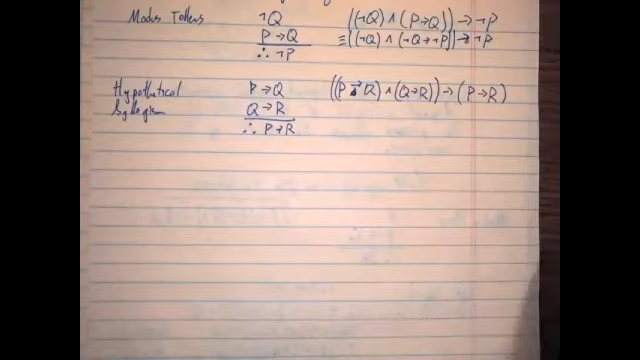 Modus Tollens ¬Q ((¬Q) ∧ (P→Q)) → ¬P
P→Q ≡ ((¬Q) ∧ (¬Q→¬P)) → ¬P
∴ ¬P
Hypothetical P→Q ((P→Q) ∧ (Q→R)) → (P→R)
Syllogism Q→R
∴ P→R